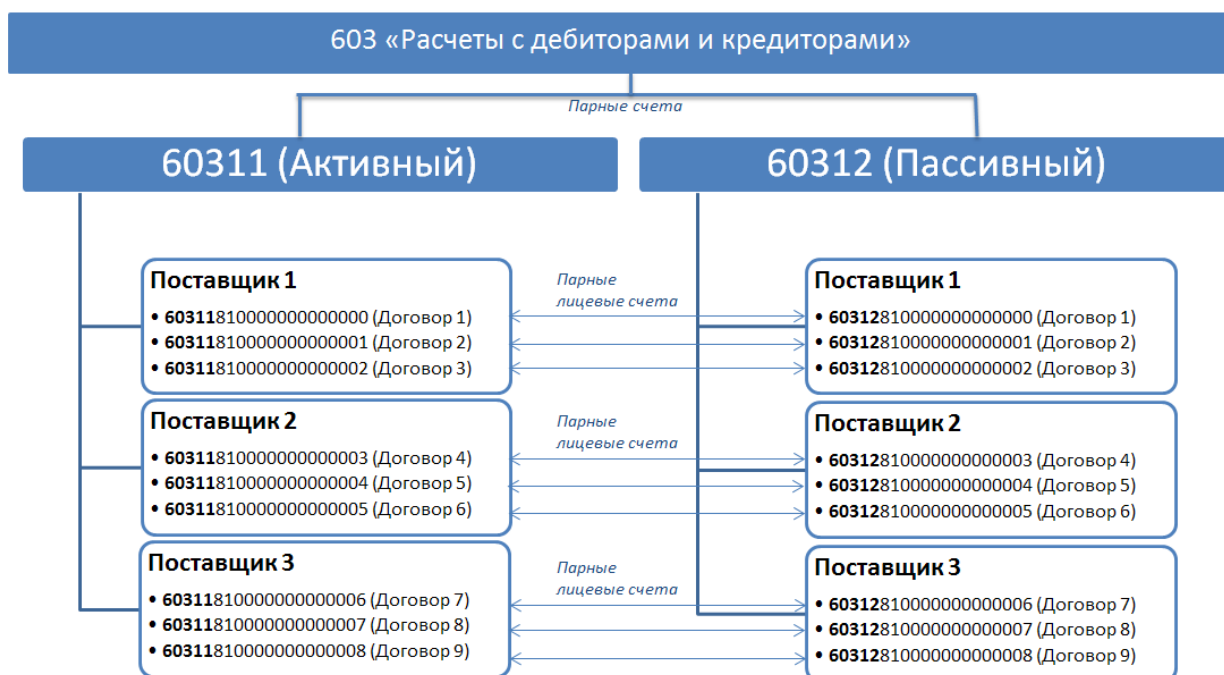 603 «Расчеты с дебиторами и кредиторами»
Парные счета
60311 (Активный)
60312 (Пассивный)
Поставщик 1
• 60311810000000000000 (Договор 1)
• 60311810000000000001 (Договор 2)
• 60311810000000000002 (Договор 3)
Парные
лицевые счета
Поставщик 1
• 60312810000000000000 (Договор 1)
• 60312810000000000001 (Договор 2)
• 60312810000000000002 (Договор 3)
Поставщик 2
• 60311810000000000003 (Договор 4)
• 60311810000000000004 (Договор 5)
• 60311810000000000005 (Договор 6)
Парные
лицевые счета
Поставщик 2
• 60312810000000000003 (Договор 4)
• 60312810000000000004 (Договор 5)
• 60312810000000000005 (Договор 6)
Поставщик 3
• 60311810000000000006 (Договор 7)
• 60311810000000000007 (Договор 8)
• 60311810000000000008 (Договор 9)
Парные
лицевые счета
Поставщик 3
• 60312810000000000006 (Договор 7)
• 60312810000000000007 (Договор 8)
• 60312810000000000008 (Договор 9)